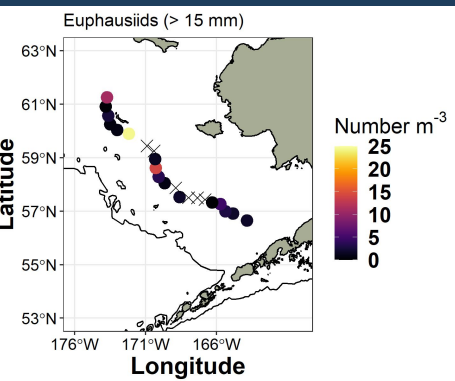 Euphausiids (> 15 mm)
63°N
61°N
59°N
57°N
55°N
53°N
Latitude
176°W 171°W 166°W
Longitude
Number m⁻³
25
20
15
10
5
0